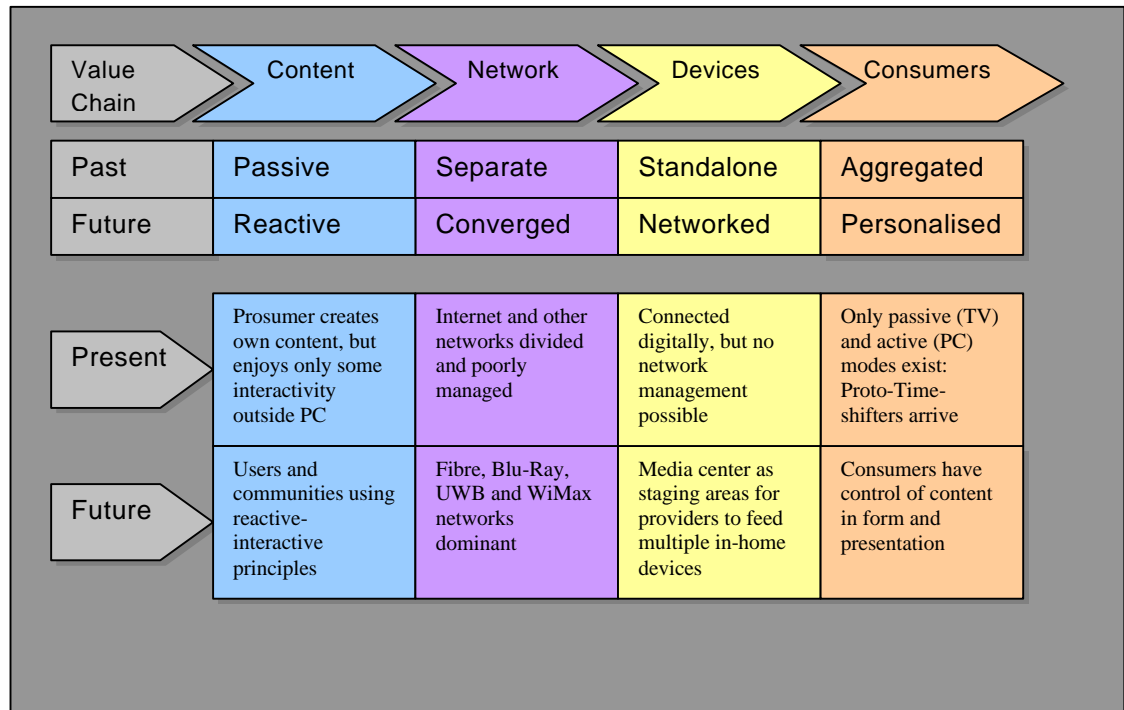 Value
Chain
Content
Network
Devices
Consumers
Past
Passive
Separate
Standalone
Aggregated
Future
Reactive
Converged
Networked
Personalised
Present
Prosumer creates
own content, but
enjoys only some
interactivity
outside PC
Internet and other
networks divided
and poorly
managed
Connected
digitally, but no
network
management
possible
Only passive (TV)
and active (PC)
modes exist:
Proto-Time-
shifters arrive
Future
Users and
communities using
reactive-
interactive
principles
Fibre, Blu-Ray,
UWB and WiMax
networks
dominant
Media center as
staging areas for
providers to feed
multiple in-home
devices
Consumers have
control of content
in form and
presentation